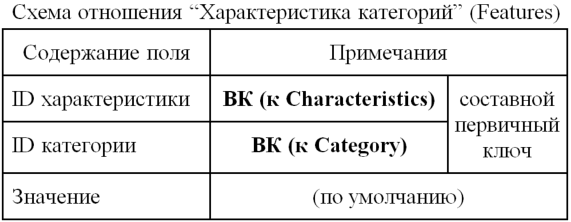 Схема отношения “Характеристика категорий” (Features)
Содержание поля Примечания
ID характеристики ВК (к Characteristics) составной
первичный
ключ
ID категории ВК (к Category)
Значение (по умолчанию)